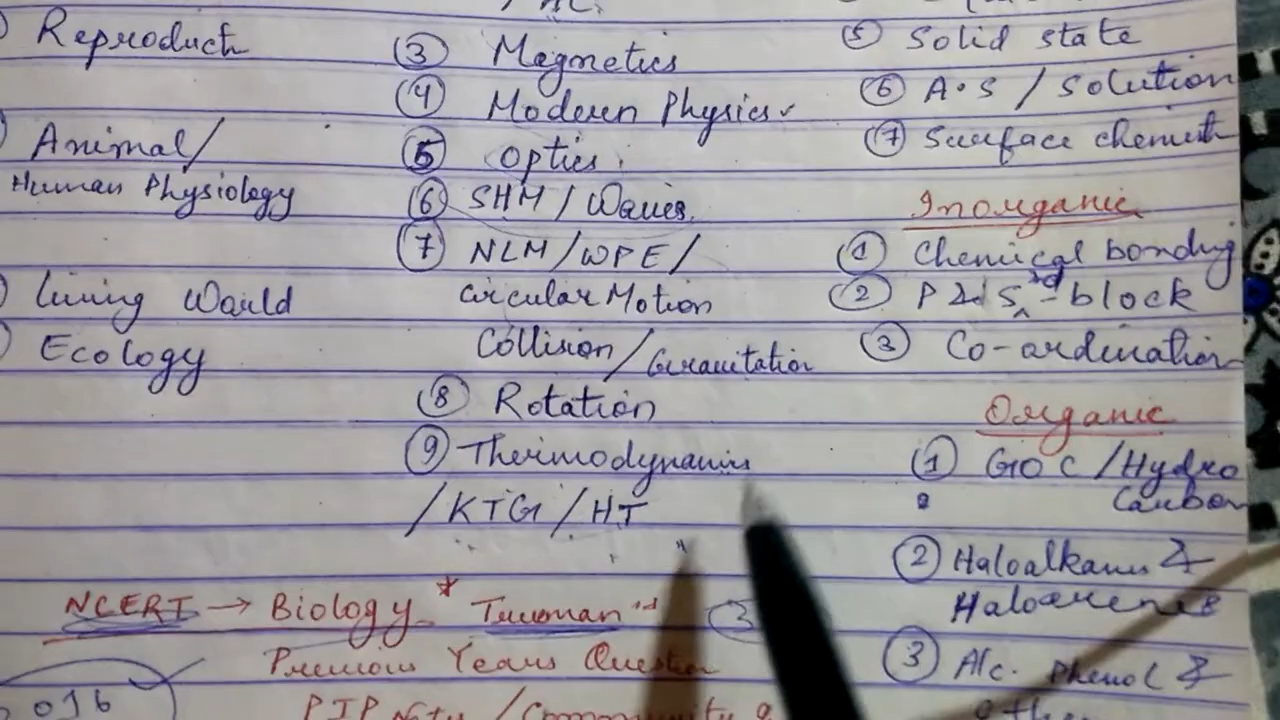 Reproduct
Animal/
Human Physiology
Living World
Ecology
③ Magnetics
④ Modern Physics
⑤ Optics
⑥ SHM / Waves
⑦ NLM/WPE/
Circular Motion
Collision/Gravitation
⑧ Rotation
⑨ Thermodynamics
/KTG/HT
⑤ Solid state
⑥ A.S / Solution
⑦ Surface chemist
Inorganic
① Chemical bonding
② P d S block
③ Co-ordination
Organic
① GOC/Hydro
Carbon
② Haloalkanes &
Haloarenes
③ Alc. Phenol &
NCERT → Biology * Trueman
Previous Years Question